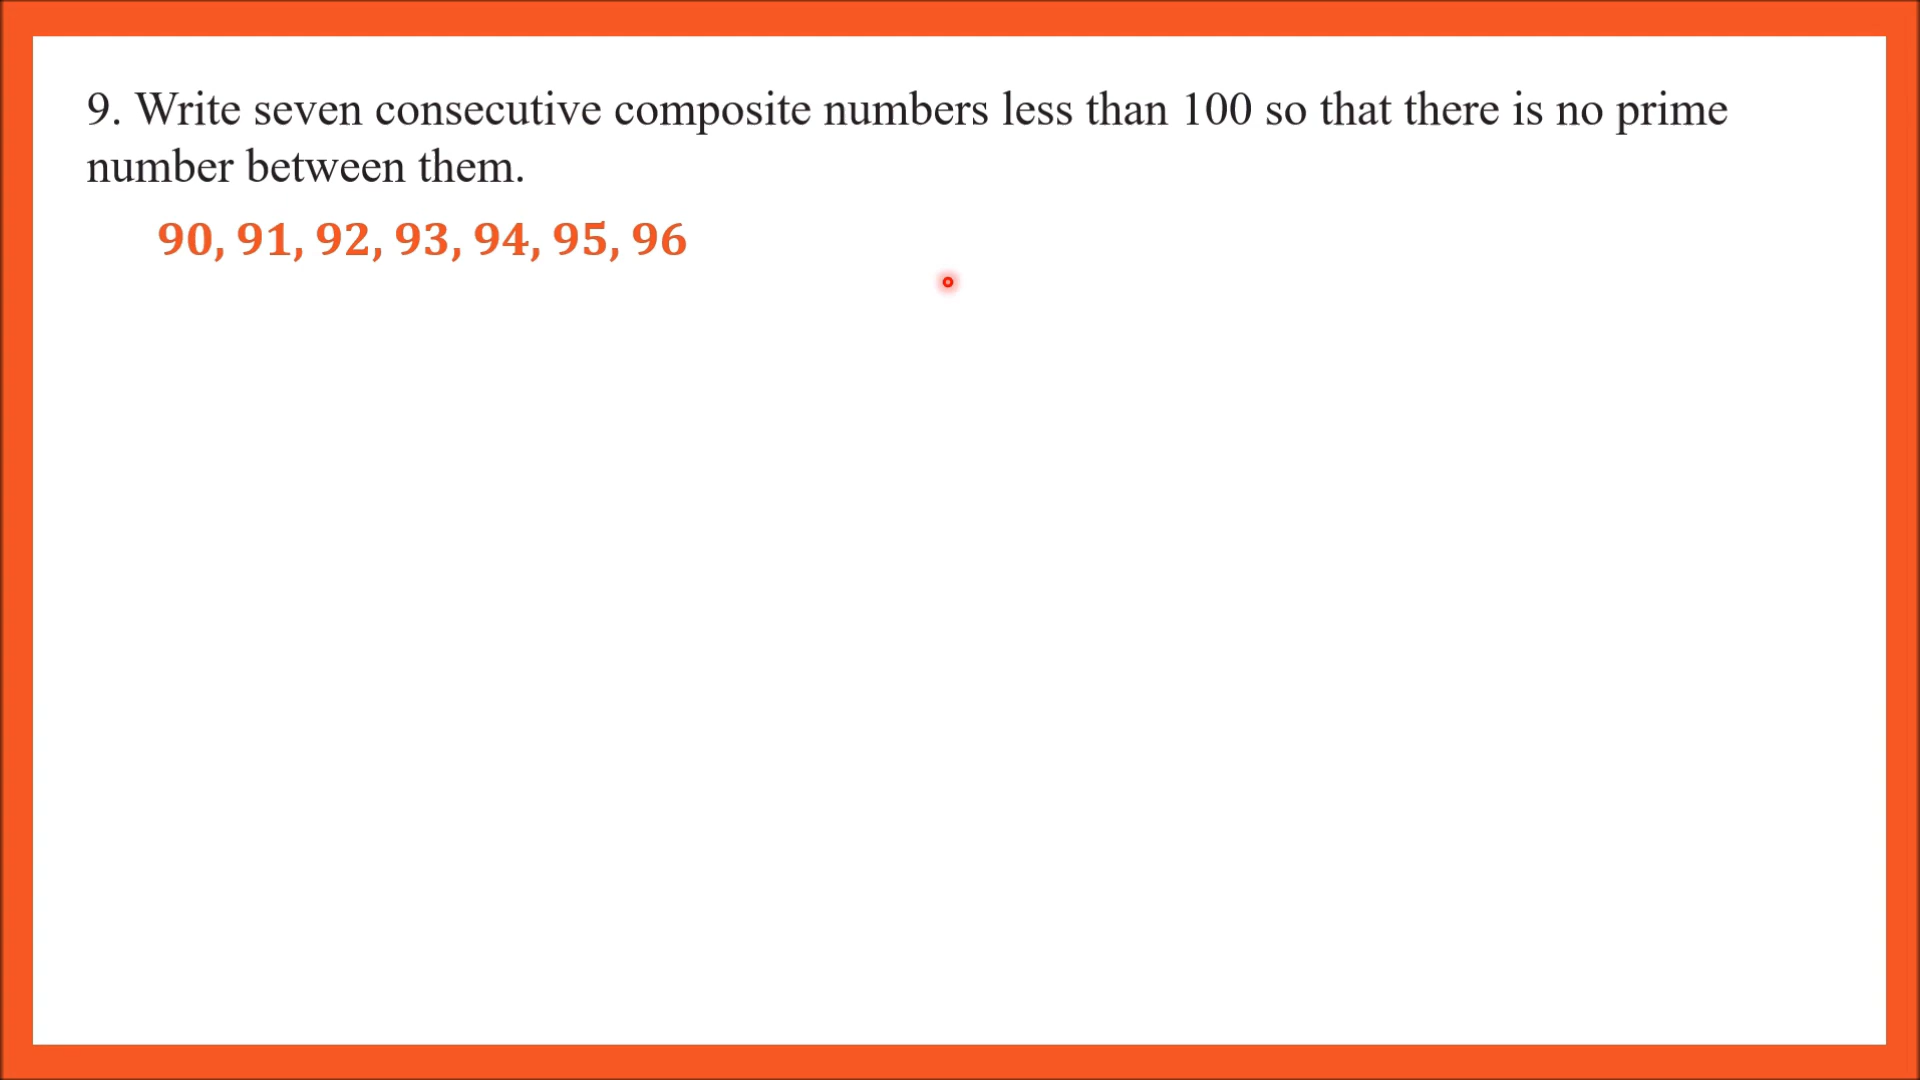 9. Write seven consecutive composite numbers less than 100 so that there is no prime
number between them.
90, 91, 92, 93, 94, 95, 96